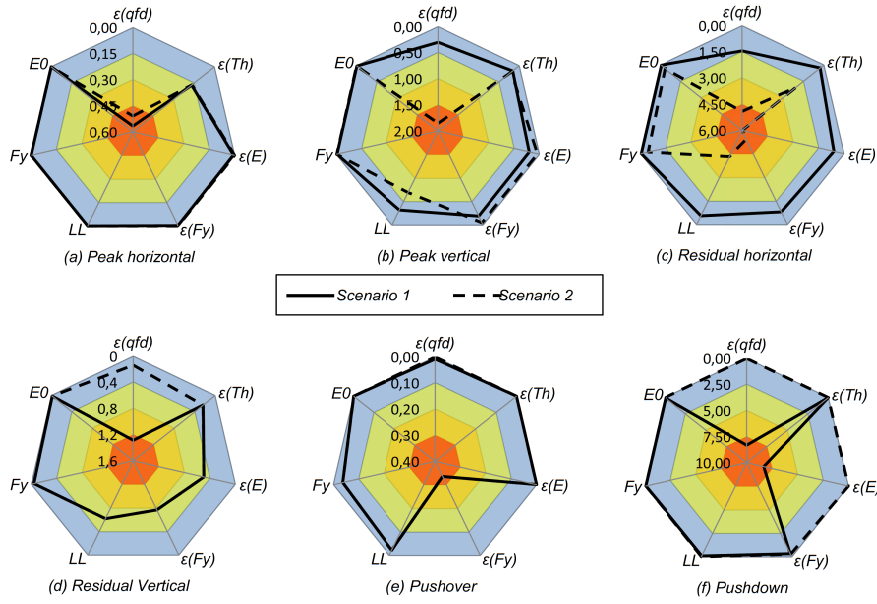 ε(qfd)
0,00
0,15
0,30
0,45
0,60
E0
ε(Th)
Fy
ε(E)
LL
ε(Fy)
(a) Peak horizontal
ε(qfd)
0,00
0,50
1,00
1,50
2,00
E0
ε(Th)
Fy
ε(E)
LL
ε(Fy)
(b) Peak vertical
ε(qfd)
0,00
1,50
3,00
4,50
6,00
E0
ε(Th)
Fy
ε(E)
LL
ε(Fy)
(c) Residual horizontal
Scenario 1
Scenario 2
ε(qfd)
0
0,4
0,8
1,2
1,6
E0
ε(Th)
Fy
ε(E)
LL
ε(Fy)
(d) Residual Vertical
ε(qfd)
0,00
0,10
0,20
0,30
0,40
E0
ε(Th)
Fy
ε(E)
LL
ε(Fy)
(e) Pushover
ε(qfd)
0,00
2,50
5,00
7,50
10,00
E0
ε(Th)
Fy
ε(E
LL
ε(Fy)
(f) Pushdown